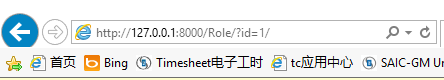 http://127.0.0.1:8000/Role/?id=1/
首页 Bing Timesheet电子工时 tc应用中心 SAIC-GM Un